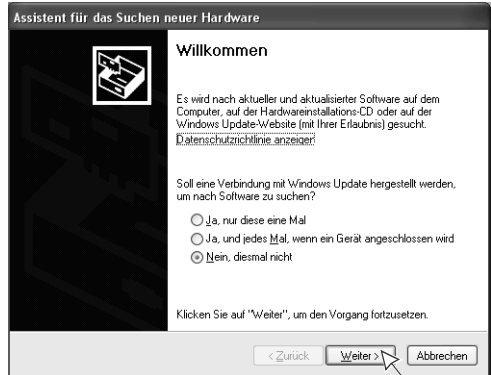 Assistent für das Suchen neuer Hardware
Willkommen
Es wird nach aktueller und aktualisierter Software auf dem
Computer, auf der Hardwareinstallations-CD oder auf der
Windows Update-Website (mit Ihrer Erlaubnis) gesucht.
Datenschutzrichtlinie anzeigen
Soll eine Verbindung mit Windows Update hergestellt werden,
um nach Software zu suchen?
Ja, nur diese eine Mal
Ja, und jedes Mal, wenn ein Gerät angeschlossen wird
Nein, diesmal nicht
Klicken Sie auf "Weiter", um den Vorgang fortzusetzen.
< Zurück Weiter > Abbrechen